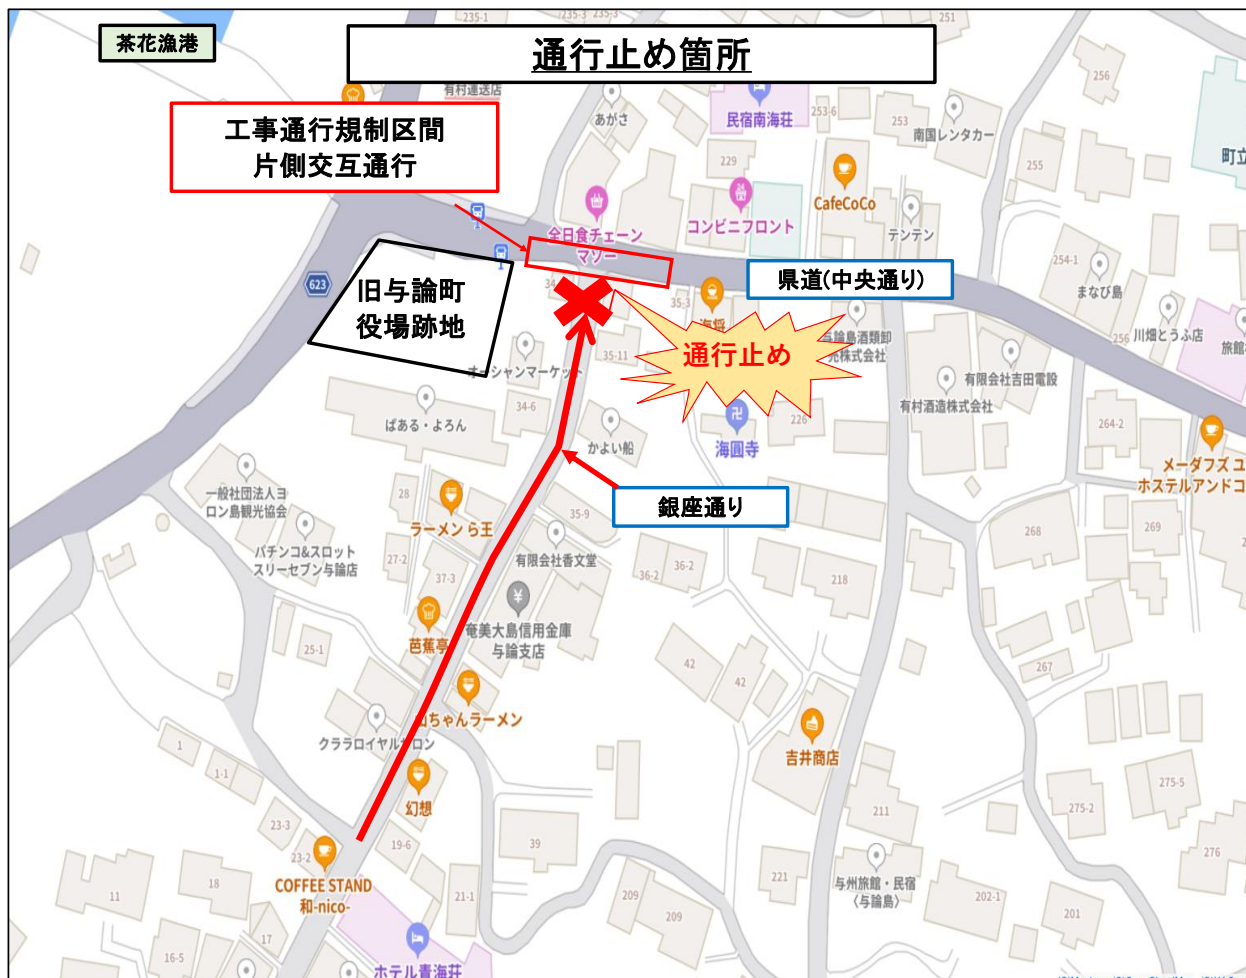 235-1
235-3
235-3
251
茶花漁港
通行止め箇所
256
有村運送店
工事通行規制区間
片側交互通行
あがさ
民宿南海荘
253-6
253
南国レンタカー
町立
229
255
CafeCoCo
コンビニフロント
テンテン
全日食チェーン
マソー
254-1
県道(中央通り)
まなび島
623
旧与論町
役場跡地
35-3
256
川畑とうふ店
通行止め
35-11
オーシャンマーケット
有限会社吉田電設
有村酒造株式会社
34-6
ぱある・よろん
かよい船
海圓寺
226
264-2
メーダフズ ユ
ホステルアンドコ
一般社団法人ヨ
ロン島観光協会
28
ラーメン ら王
35-9
銀座通り
268
269
パチンコ&スロット
スリーセブン与論店
27-2
37-3
有限会社香文堂
36-2
36-2
218
芭蕉亭
奄美大島信用金庫
与論支店
25-1
42
42
267
山ちゃんラーメン
クララロイヤルサロン
吉井商店
1
1-1
幻想
275-5
275-2
211
23-3
23-2
19-6
39
276
COFFEE STAND
和-nico-
11
18
21-1
209
209
221
与州旅館・民宿
〈与論島〉
202-1
201
17
16-5
ホテル青海荘